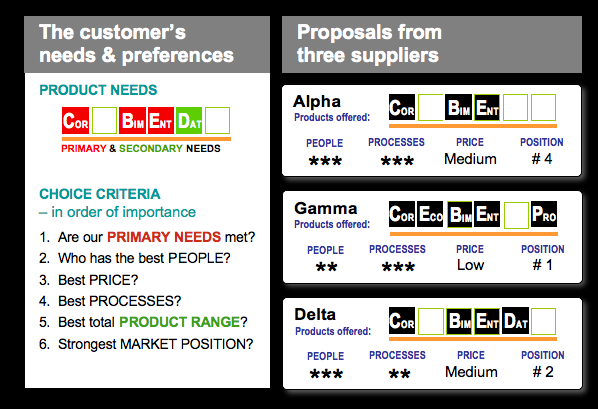 The customer's
needs & preferences
PRODUCT NEEDS
COR BIM ENT DAT
PRIMARY & SECONDARY NEEDS
CHOICE CRITERIA
– in order of importance
1. Are our PRIMARY NEEDS met?
2. Who has the best PEOPLE?
3. Best PRICE?
4. Best PROCESSES?
5. Best total PRODUCT RANGE?
6. Strongest MARKET POSITION?
Proposals from
three suppliers
Alpha
Products offered:
COR BIM ENT
PEOPLE PROCESSES PRICE POSITION
*** *** Medium # 4
Gamma
Products offered:
COR ECO BIM ENT PRO
PEOPLE PROCESSES PRICE POSITION
** *** Low # 1
Delta
Products offered:
COR BIM ENT DAT
PEOPLE PROCESSES PRICE POSITION
*** ** Medium # 2